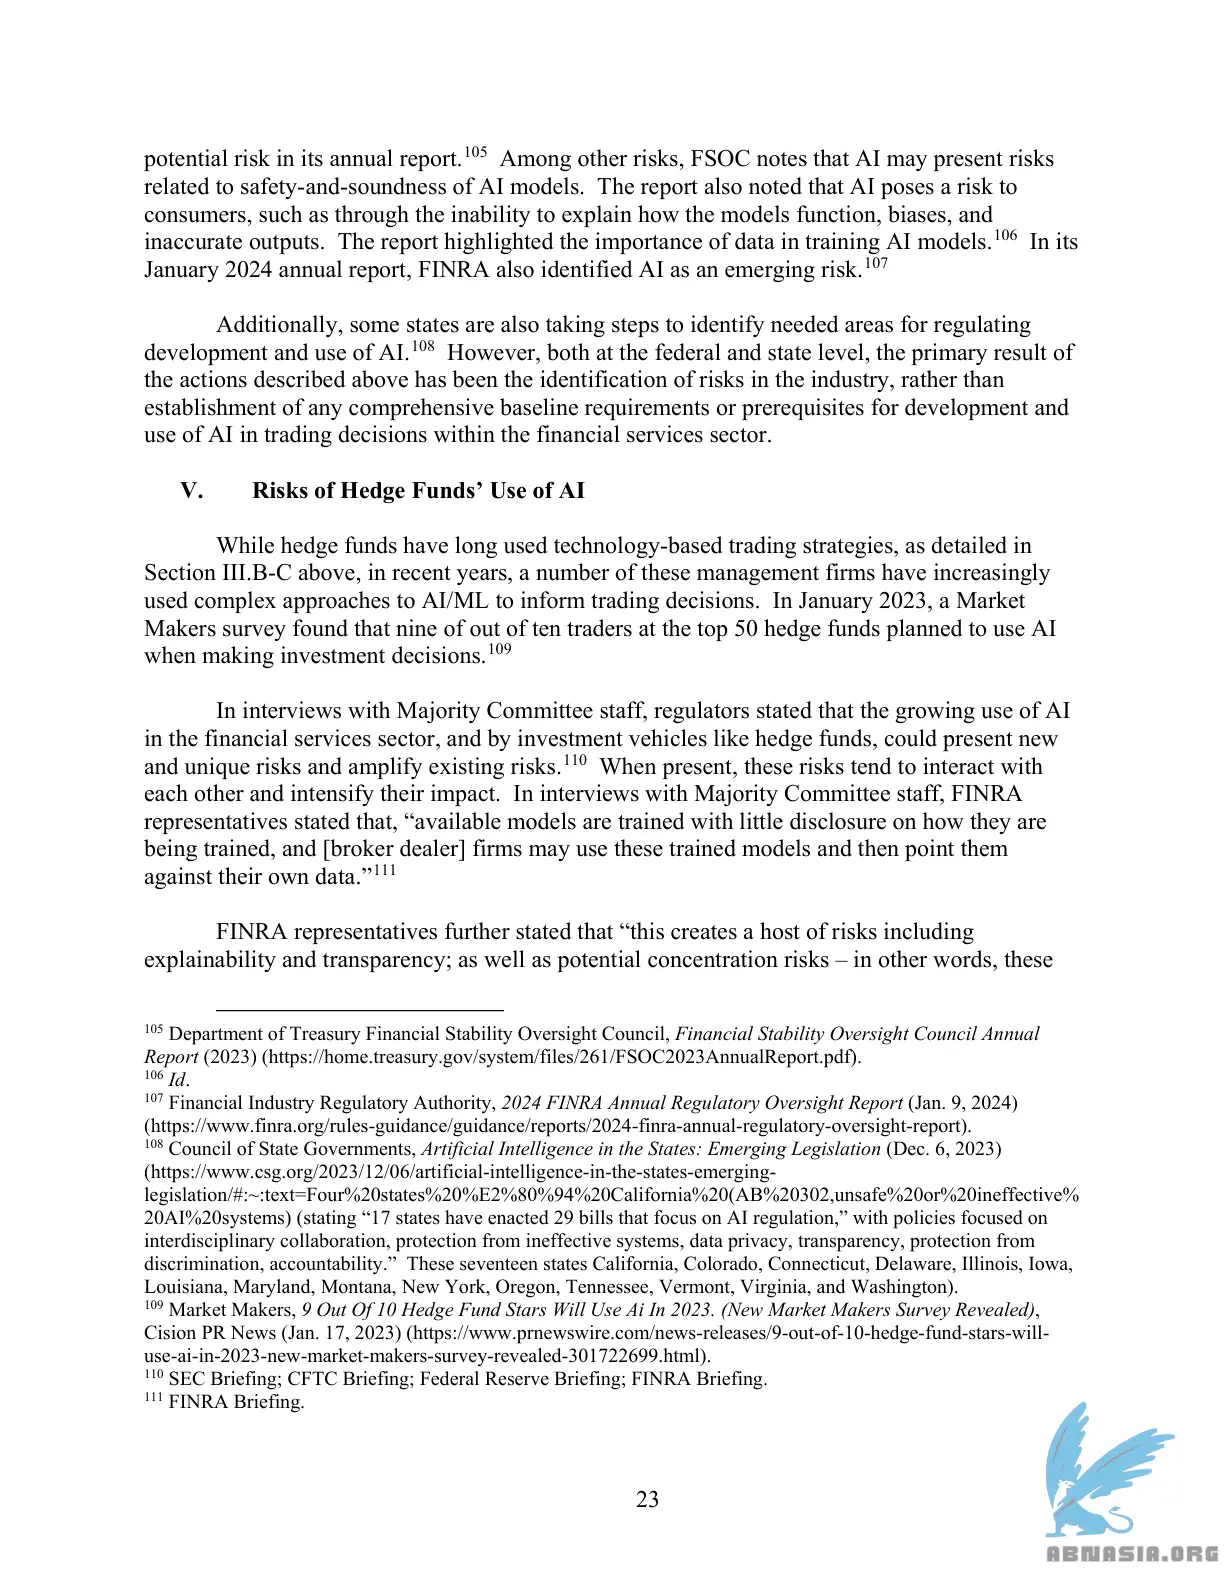 potential risk in its annual report.105  Among other risks, FSOC notes that AI may present risks
related to safety-and-soundness of AI models.  The report also noted that AI poses a risk to
consumers, such as through the inability to explain how the models function, biases, and
inaccurate outputs.  The report highlighted the importance of data in training AI models.106  In its
January 2024 annual report, FINRA also identified AI as an emerging risk.107
Additionally, some states are also taking steps to identify needed areas for regulating
development and use of AI.108  However, both at the federal and state level, the primary result of
the actions described above has been the identification of risks in the industry, rather than
establishment of any comprehensive baseline requirements or prerequisites for development and
use of AI in trading decisions within the financial services sector.
V. Risks of Hedge Funds’ Use of AI
While hedge funds have long used technology-based trading strategies, as detailed in
Section III.B-C above, in recent years, a number of these management firms have increasingly
used complex approaches to AI/ML to inform trading decisions.  In January 2023, a Market
Makers survey found that nine of out of ten traders at the top 50 hedge funds planned to use AI
when making investment decisions.109
In interviews with Majority Committee staff, regulators stated that the growing use of AI
in the financial services sector, and by investment vehicles like hedge funds, could present new
and unique risks and amplify existing risks.110  When present, these risks tend to interact with
each other and intensify their impact.  In interviews with Majority Committee staff, FINRA
representatives stated that, “available models are trained with little disclosure on how they are
being trained, and [broker dealer] firms may use these trained models and then point them
against their own data.”111
FINRA representatives further stated that “this creates a host of risks including
explainability and transparency; as well as potential concentration risks – in other words, these
105 Department of Treasury Financial Stability Oversight Council, Financial Stability Oversight Council Annual
Report (2023) (https://home.treasury.gov/system/files/261/FSOC2023AnnualReport.pdf).
106 Id.
107 Financial Industry Regulatory Authority, 2024 FINRA Annual Regulatory Oversight Report (Jan. 9, 2024)
(https://www.finra.org/rules-guidance/guidance/reports/2024-finra-annual-regulatory-oversight-report).
108 Council of State Governments, Artificial Intelligence in the States: Emerging Legislation (Dec. 6, 2023)
(https://www.csg.org/2023/12/06/artificial-intelligence-in-the-states-emerging-
legislation/#:~:text=Four%20states%20%E2%80%94%20California%20(AB%20302,unsafe%20or%20ineffective%
20AI%20systems) (stating “17 states have enacted 29 bills that focus on AI regulation,” with policies focused on
interdisciplinary collaboration, protection from ineffective systems, data privacy, transparency, protection from
discrimination, accountability.”  These seventeen states California, Colorado, Connecticut, Delaware, Illinois, Iowa,
Louisiana, Maryland, Montana, New York, Oregon, Tennessee, Vermont, Virginia, and Washington).
109 Market Makers, 9 Out Of 10 Hedge Fund Stars Will Use Ai In 2023. (New Market Makers Survey Revealed),
Cision PR News (Jan. 17, 2023) (https://www.prnewswire.com/news-releases/9-out-of-10-hedge-fund-stars-will-
use-ai-in-2023-new-market-makers-survey-revealed-301722699.html).
110 SEC Briefing; CFTC Briefing; Federal Reserve Briefing; FINRA Briefing.
111 FINRA Briefing.
23
ABNASIA.ORG